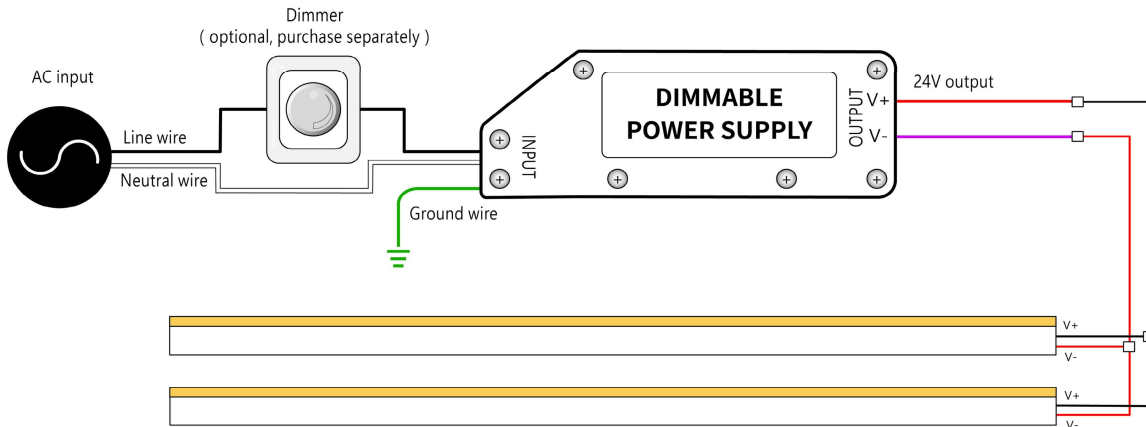 Dimmer
( optional, purchase separately )
AC input
Line wire
Neutral wire
Ground wire
INPUT
DIMMABLE
POWER SUPPLY
OUTPUT
V+
V-
24V output
V+
V-
V+
V-